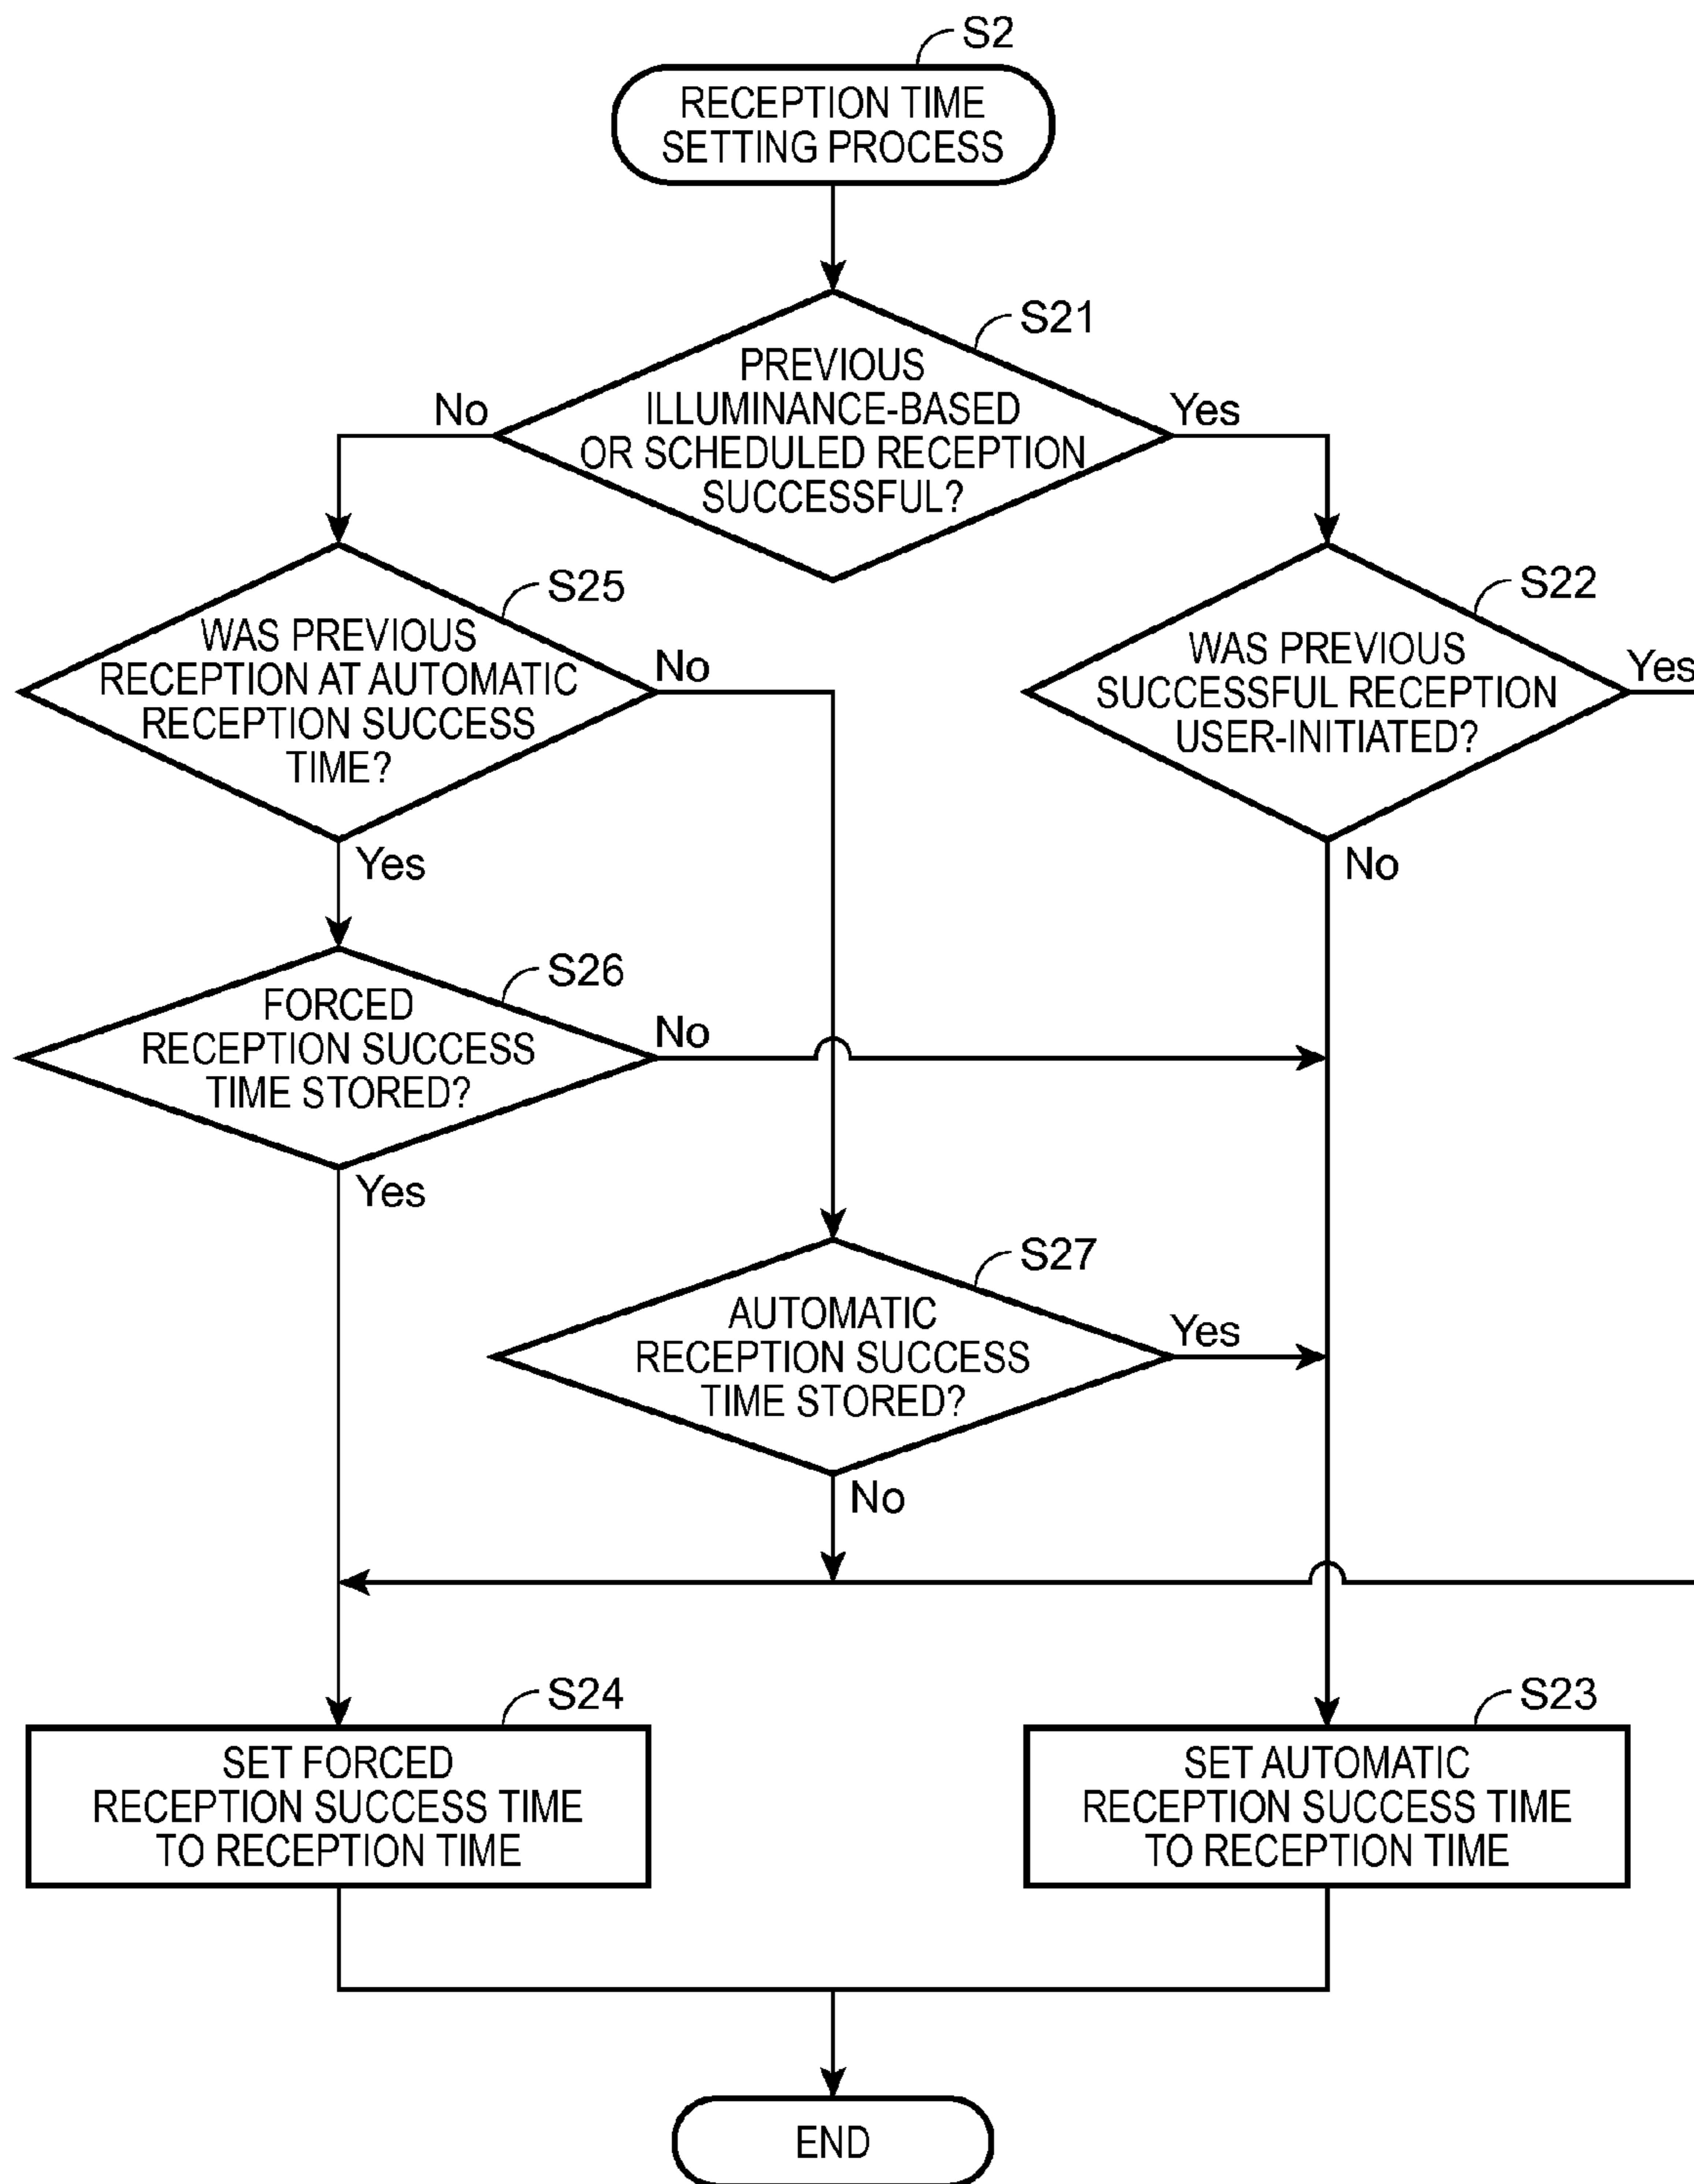 S2
RECEPTION TIME
SETTING PROCESS
S21
PREVIOUS
ILLUMINANCE-BASED
OR SCHEDULED RECEPTION
SUCCESSFUL?
No
Yes
S25
WAS PREVIOUS
RECEPTION AT AUTOMATIC
RECEPTION SUCCESS
TIME?
No
Yes
S22
WAS PREVIOUS
SUCCESSFUL RECEPTION
USER-INITIATED?
Yes
No
S26
FORCED
RECEPTION SUCCESS
TIME STORED?
No
Yes
S27
AUTOMATIC
RECEPTION SUCCESS
TIME STORED?
Yes
No
S24
SET FORCED
RECEPTION SUCCESS TIME
TO RECEPTION TIME
S23
SET AUTOMATIC
RECEPTION SUCCESS TIME
TO RECEPTION TIME
END